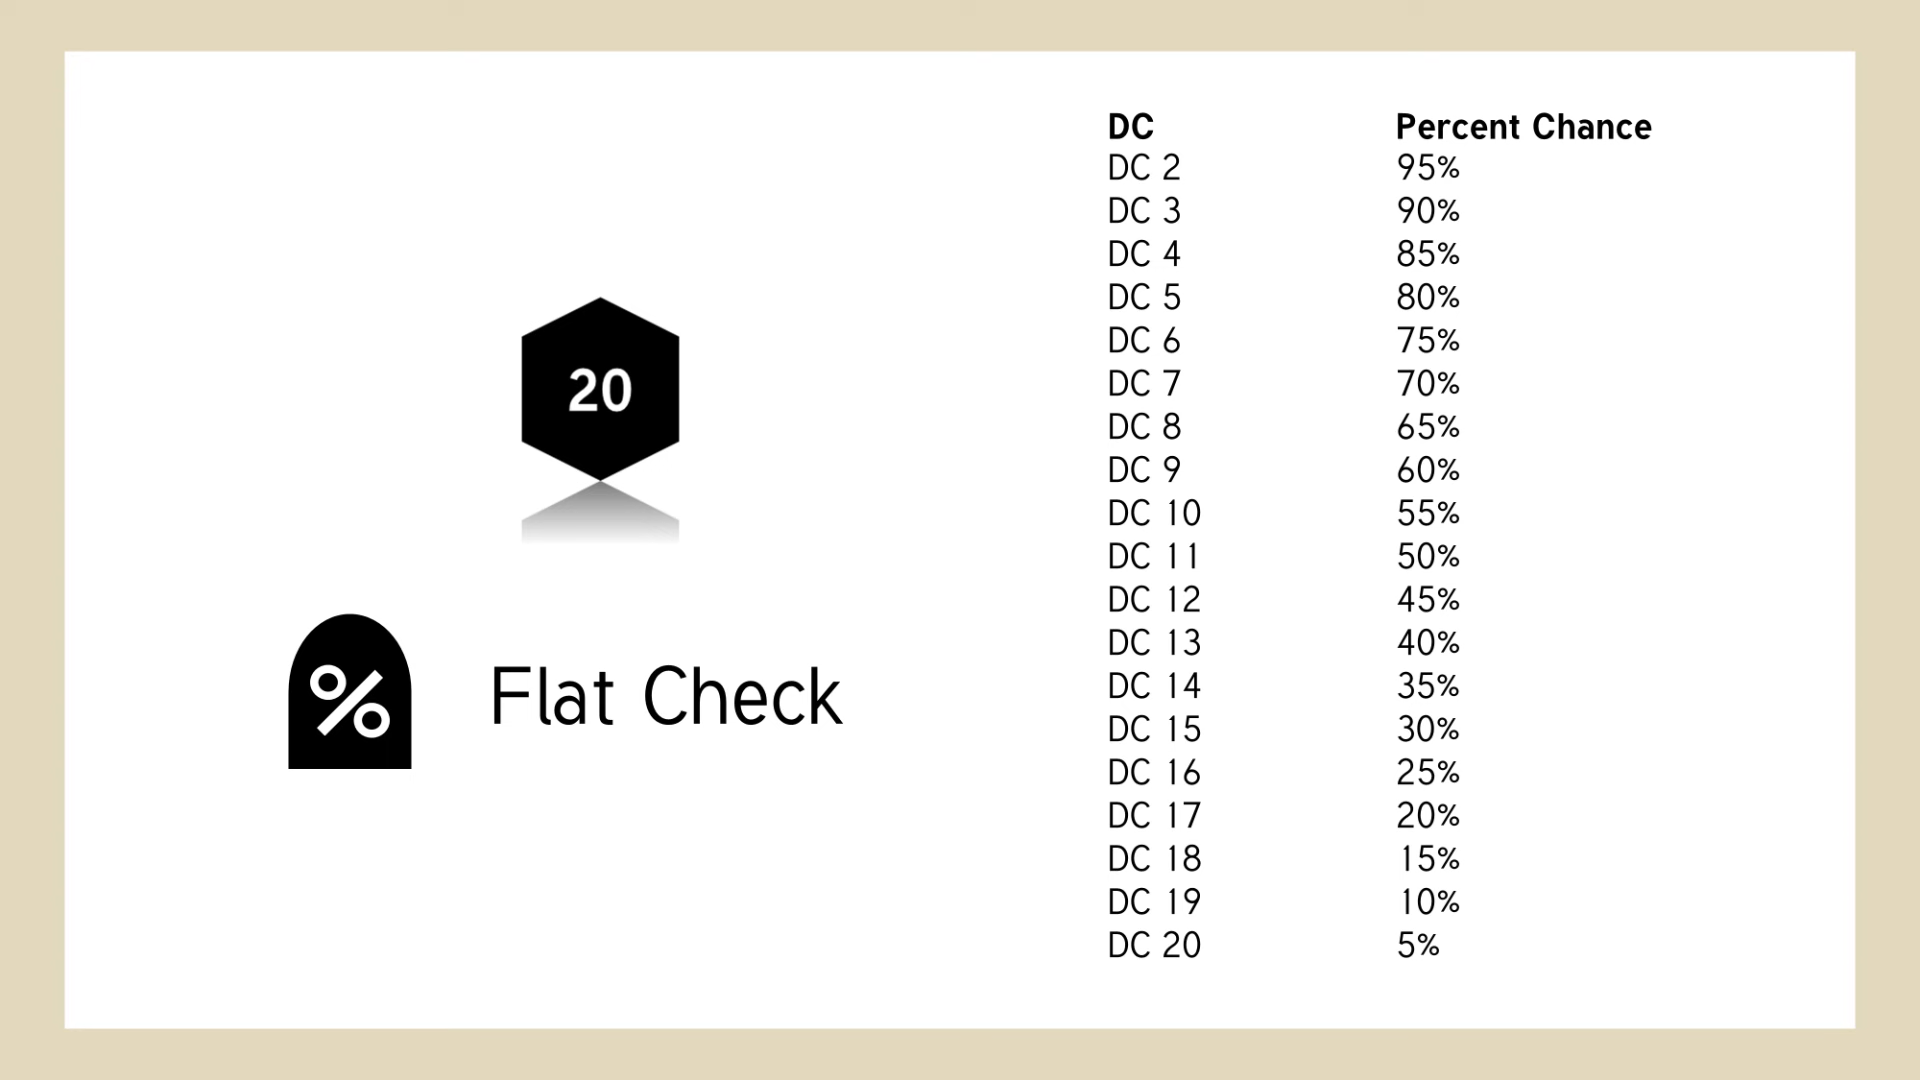 20
% Flat Check
DC Percent Chance
DC 2 95%
DC 3 90%
DC 4 85%
DC 5 80%
DC 6 75%
DC 7 70%
DC 8 65%
DC 9 60%
DC 10 55%
DC 11 50%
DC 12 45%
DC 13 40%
DC 14 35%
DC 15 30%
DC 16 25%
DC 17 20%
DC 18 15%
DC 19 10%
DC 20 5%